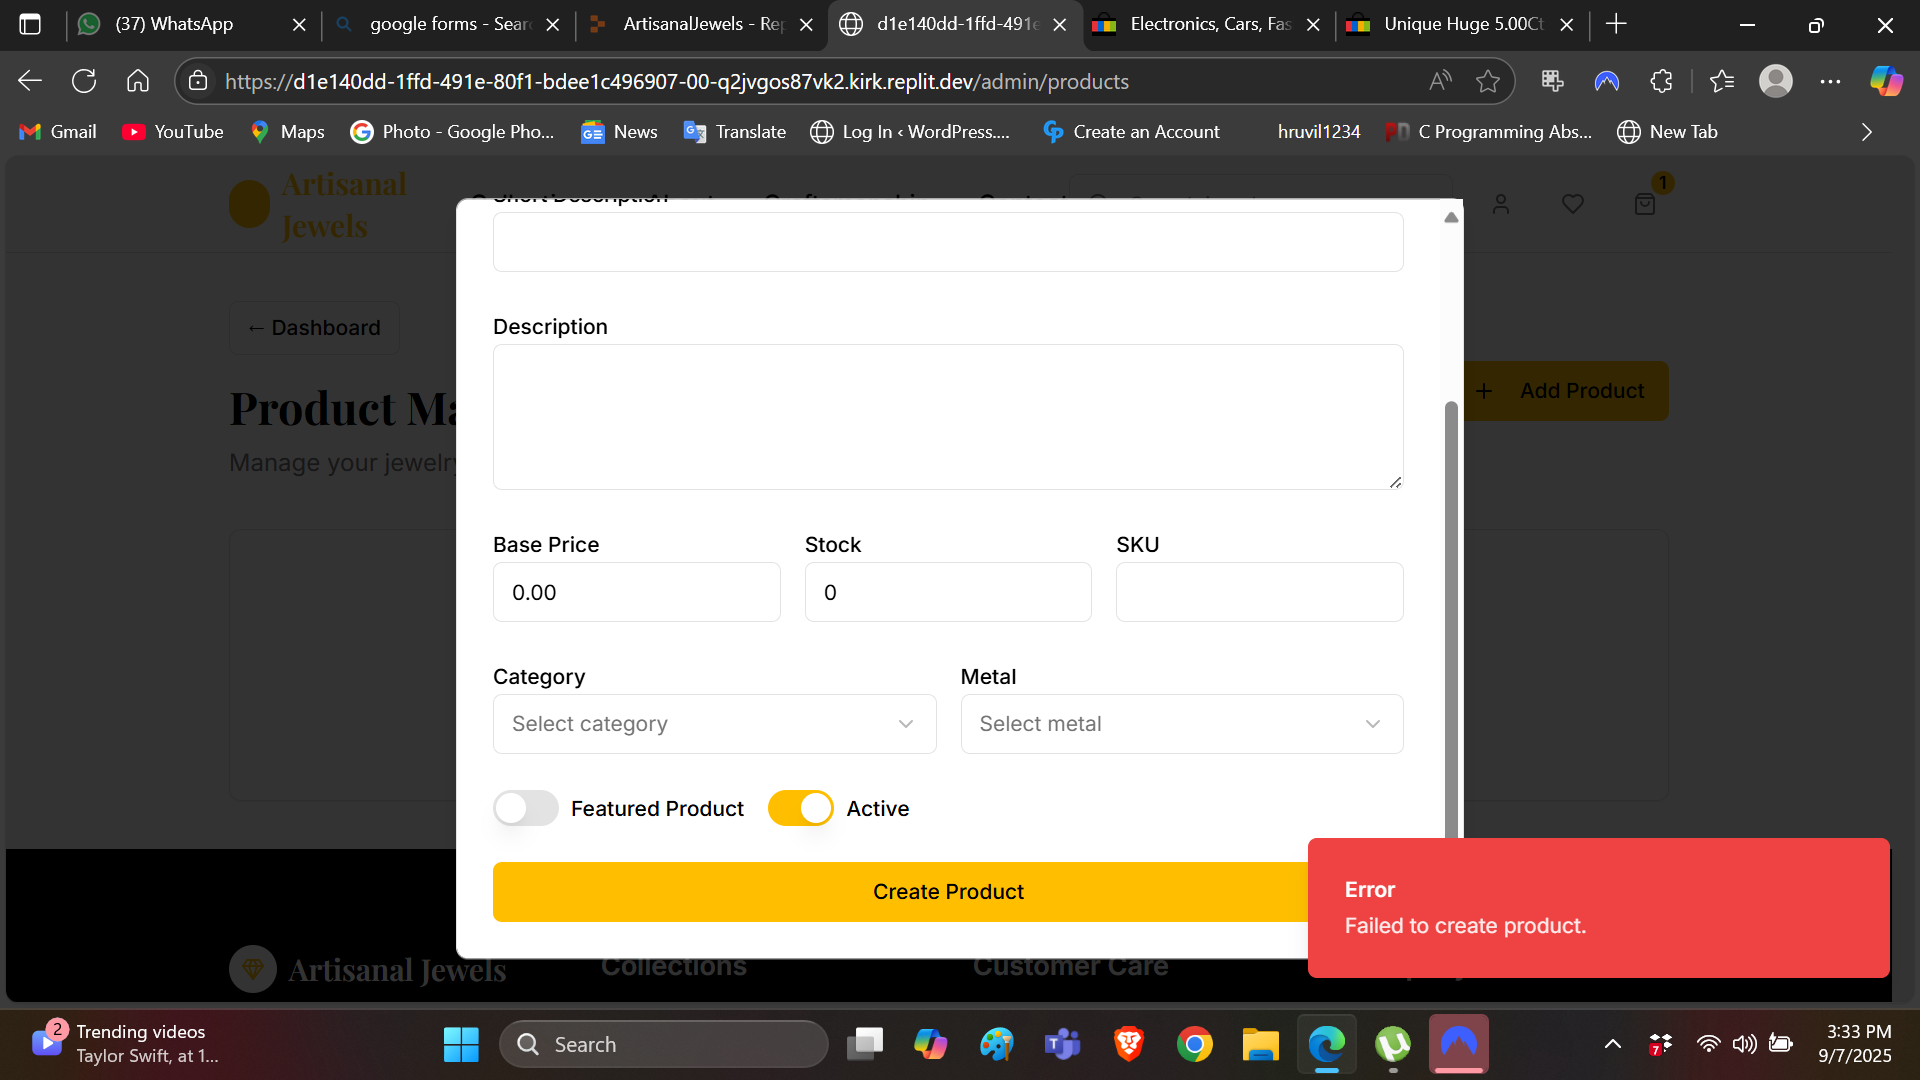 (37) WhatsApp
google forms - Sear
ArtisanalJewels - Rep
d1e140dd-1ffd-491e
Electronics, Cars, Fas
Unique Huge 5.00Ct
https://d1e140dd-1ffd-491e-80f1-bdee1c496907-00-q2jvgos87vk2.kirk.replit.dev/admin/products
Gmail
YouTube
Maps
Photo - Google Pho...
News
Translate
Log In ‹ WordPress....
Create an Account
hruvil1234
C Programming Abs...
New Tab
Artisanal
Jewels
1
Short Description
← Dashboard
Product Ma
Manage your jewelry
+ Add Product
Description
Base Price
Stock
SKU
0.00
0
Category
Metal
Select category
Select metal
Featured Product
Active
Create Product
Error
Failed to create product.
Artisanal Jewels
Collections
Customer Care
2
Trending videos
Taylor Swift, at 1...
Search
7
3:33 PM
9/7/2025